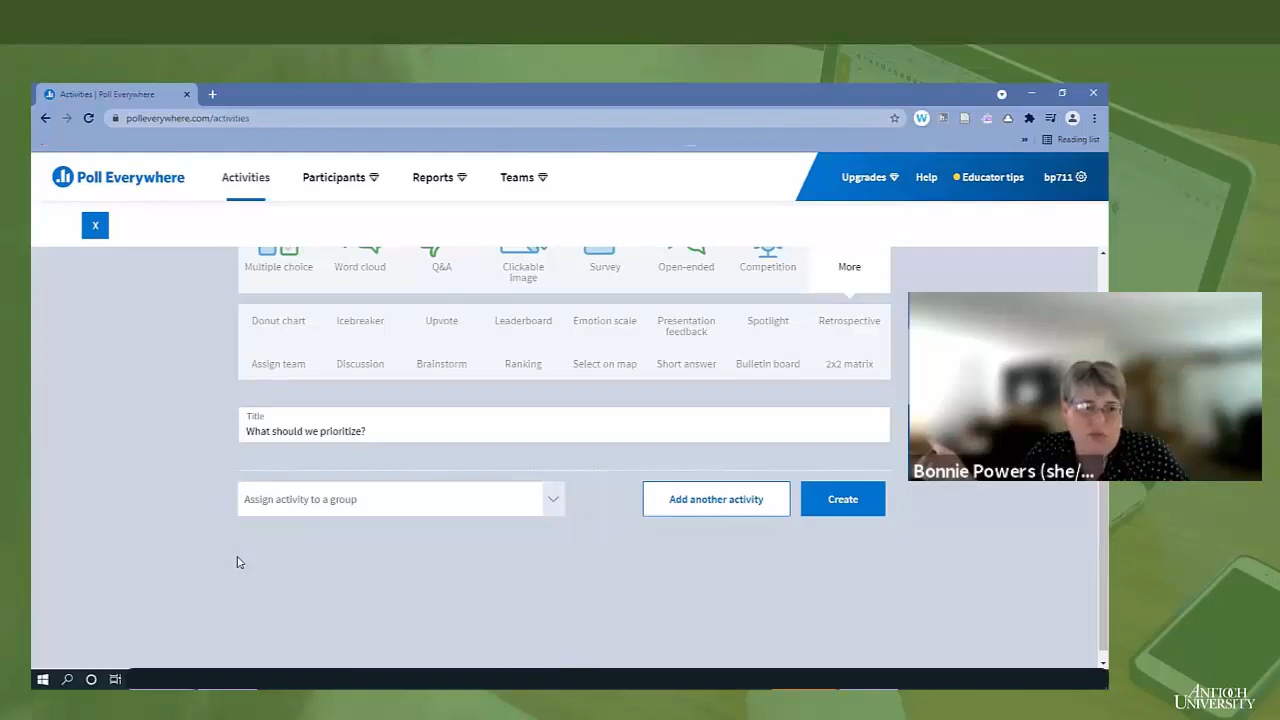 Activities | Poll Everywhere
polleverywhere.com/activities
Reading list
Poll Everywhere
Activities
Participants
Reports
Teams
Upgrades
Help
Educator tips
bp711
X
Multiple choice
Word cloud
Q&A
Clickable
image
Survey
Open-ended
Competition
More
Donut chart
Icebreaker
Upvote
Leaderboard
Emotion scale
Presentation
feedback
Spotlight
Retrospective
Assign team
Discussion
Brainstorm
Ranking
Select on map
Short answer
Bulletin board
2x2 matrix
Title
What should we prioritize?
Assign activity to a group
Add another activity
Create
Bonnie Powers (she/...
ANTIOCH
UNIVERSITY